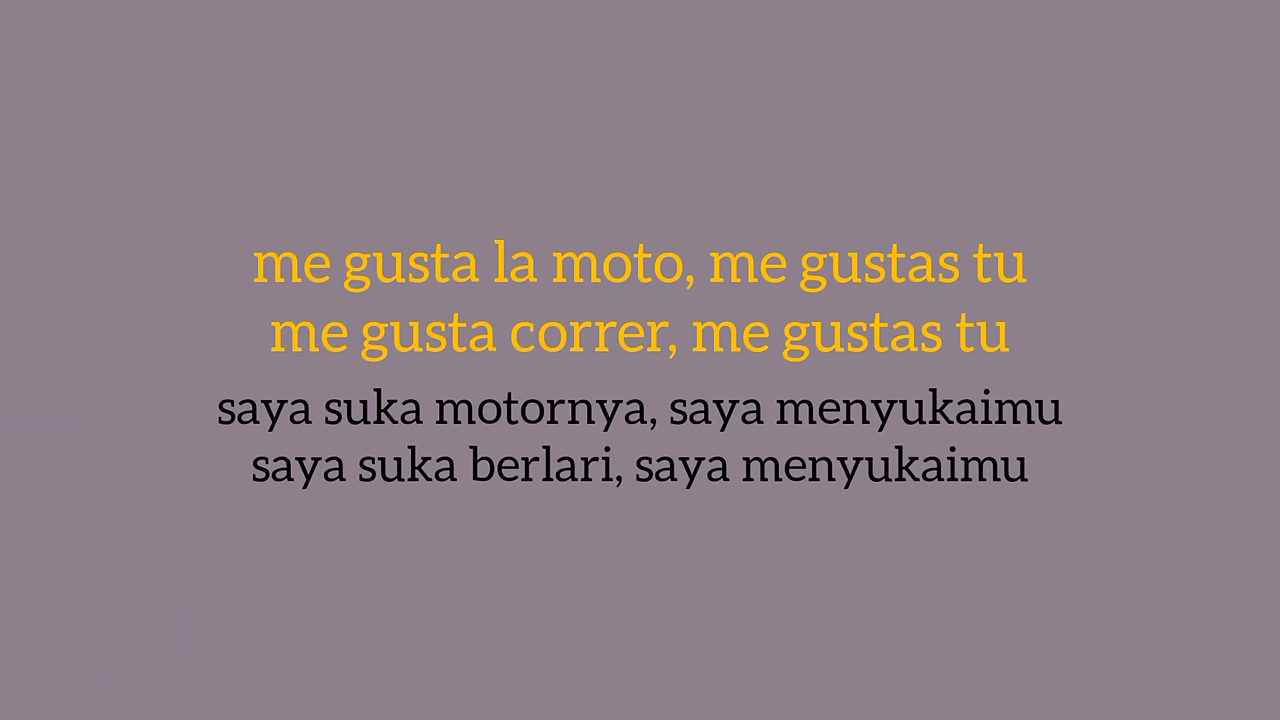 me gusta la moto, me gustas tu
me gusta correr, me gustas tu
saya suka motornya, saya menyukaimu
saya suka berlari, saya menyukaimu